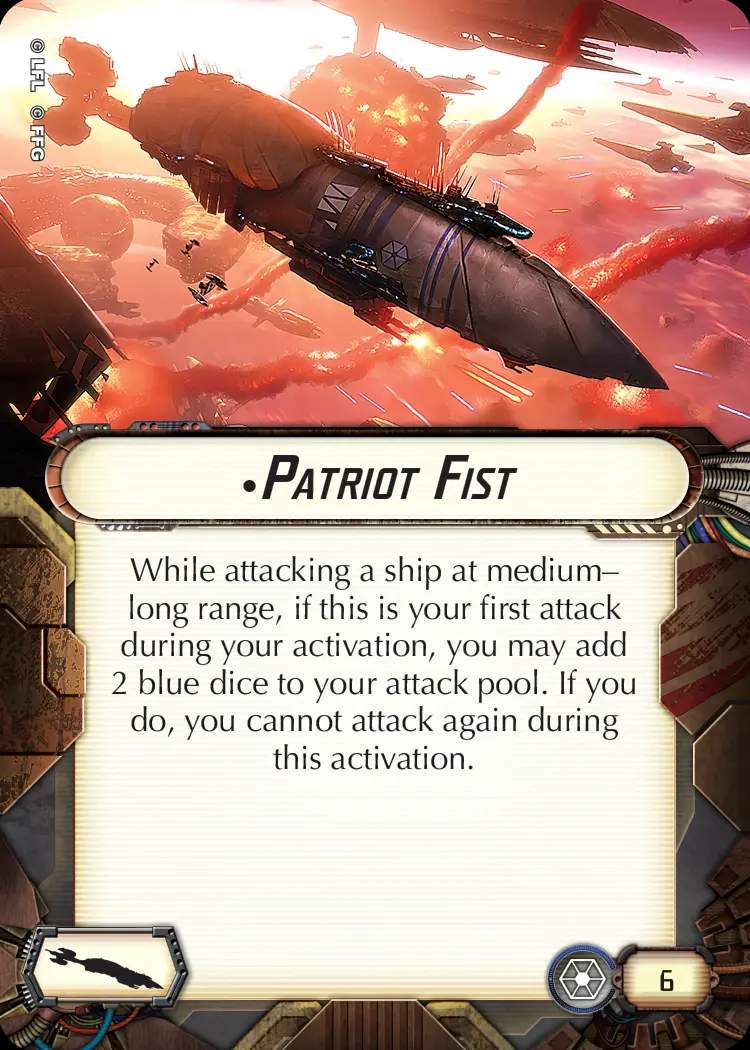 © LFL © FFG
•Patriot Fist
While attacking a ship at medium–
long range, if this is your first attack
during your activation, you may add
2 blue dice to your attack pool. If you
do, you cannot attack again during
this activation.
6